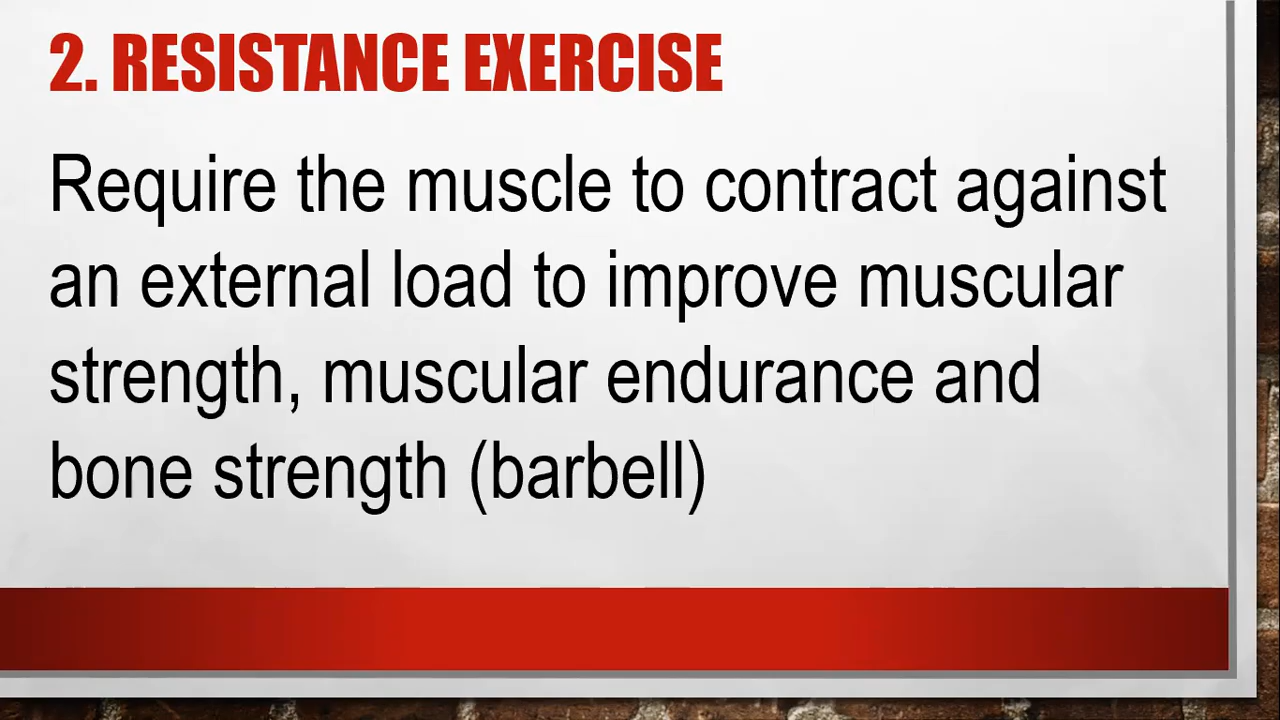 2. RESISTANCE EXERCISE
Require the muscle to contract against
an external load to improve muscular
strength, muscular endurance and
bone strength (barbell)